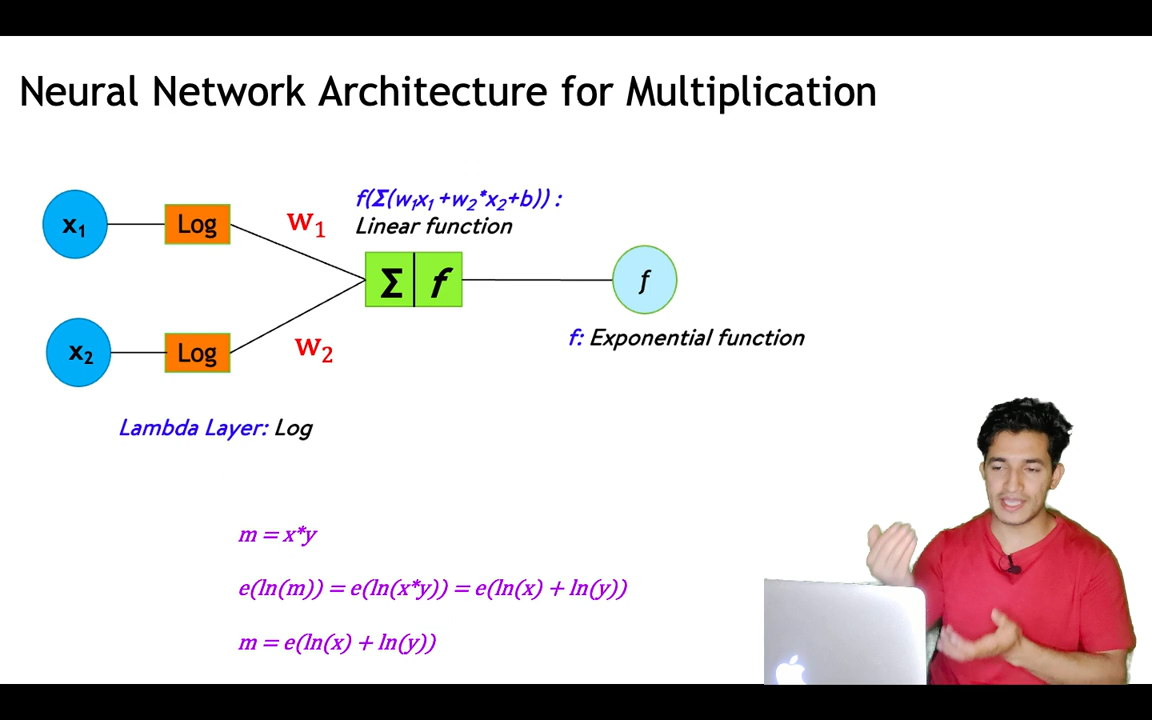 Neural Network Architecture for Multiplication
x₁
Log
w₁
f(Σ(w₁x₁ +w₂*x₂+b)) :
Linear function
Σ f
f
f: Exponential function
x₂
Log
w₂
Lambda Layer: Log
m = x*y
e(ln(m)) = e(ln(x*y)) = e(ln(x) + ln(y))
m = e(ln(x) + ln(y))